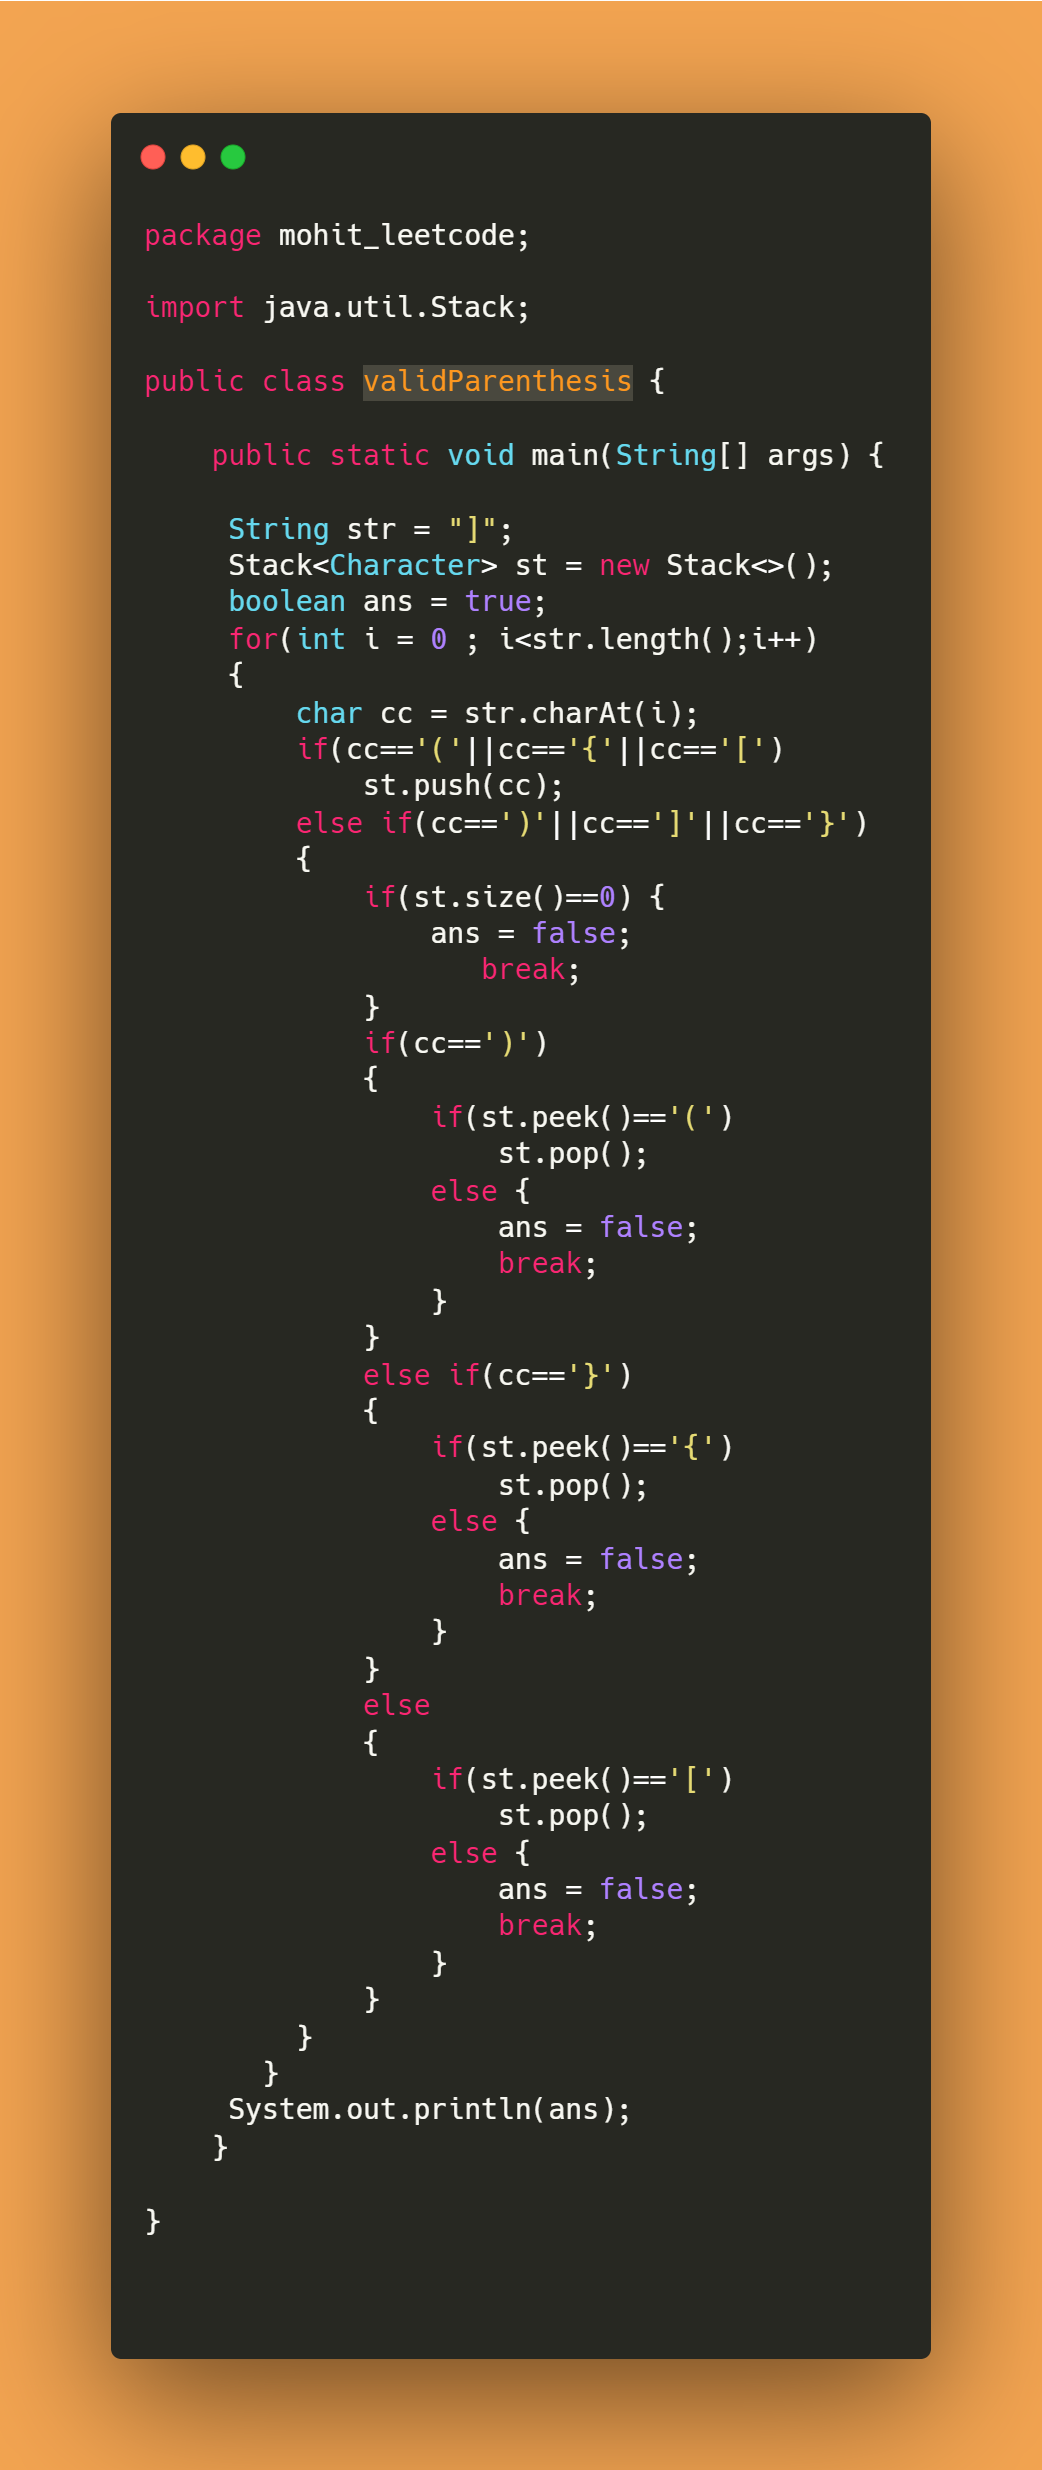 package mohit_leetcode;
import java.util.Stack;
public class validParenthesis {
    public static void main(String[] args) {
     String str = "]";
     Stack<Character> st = new Stack<>();
     boolean ans = true;
     for(int i = 0 ; i<str.length();i++)
     {
         char cc = str.charAt(i);
         if(cc=='('||cc=='{'||cc=='[')
             st.push(cc);
         else if(cc==')'||cc==']'||cc=='}')
         {
             if(st.size()==0) {
                 ans = false;
                    break;
             }
             if(cc==')')
             {
                 if(st.peek()=='(')
                     st.pop();
                 else {
                     ans = false;
                     break;
                 }
             }
             else if(cc=='}')
             {
                 if(st.peek()=='{')
                     st.pop();
                 else {
                     ans = false;
                     break;
                 }
             }
             else
             {
                 if(st.peek()=='[')
                     st.pop();
                 else {
                     ans = false;
                     break;
                 }
             }
         }
       }
     System.out.println(ans);
    }
}